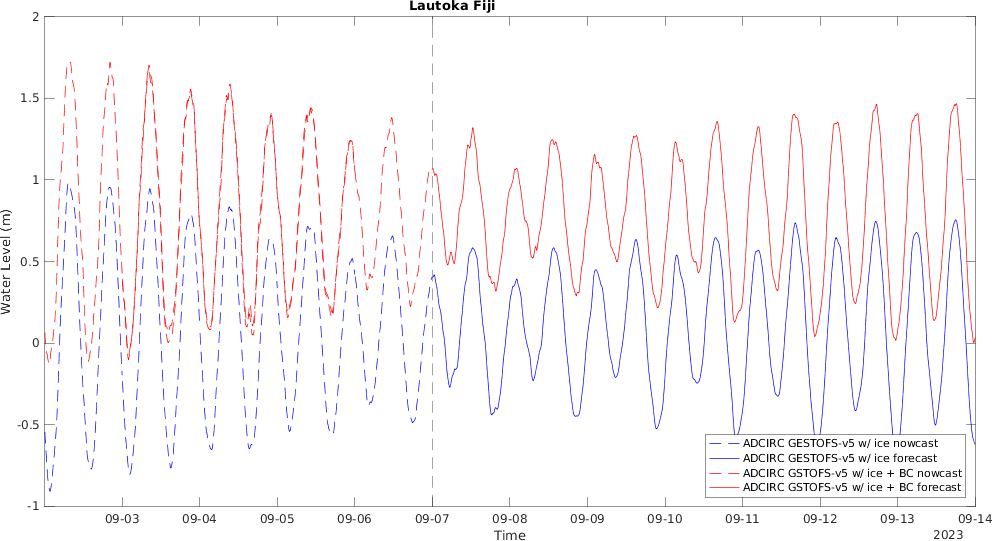 Lautoka Fiji
Water Level (m)
2
1.5
1
0.5
0
-0.5
-1
ADCIRC GESTOFS-v5 w/ ice nowcast
ADCIRC GESTOFS-v5 w/ ice forecast
ADCIRC GSTOFS-v5 w/ ice + BC nowcast
ADCIRC GSTOFS-v5 w/ ice + BC forecast
09-03 09-04 09-05 09-06 09-07 09-08 09-09 09-10 09-11 09-12 09-13 09-14
Time
2023